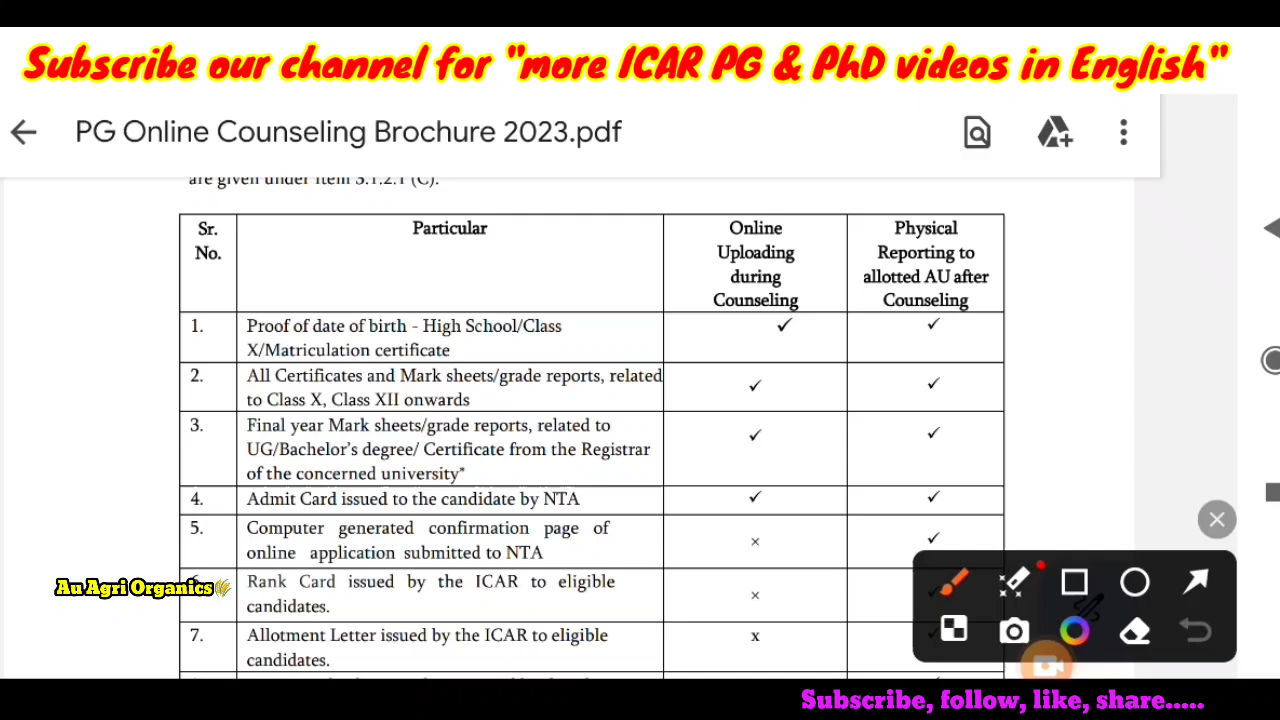 Subscribe our channel for "more ICAR PG & PhD videos in English"
PG Online Counseling Brochure 2023.pdf
are given under Item 3.1.2.1 (C).
Sr. No.
Particular
Online Uploading during Counseling
Physical Reporting to allotted AU after Counseling
1.
Proof of date of birth - High School/Class
X/Matriculation certificate
✓ ✓
2.
All Certificates and Mark sheets/grade reports, related
to Class X, Class XII onwards
✓ ✓
3.
Final year Mark sheets/grade reports, related to
UG/Bachelor's degree/ Certificate from the Registrar
of the concerned university*
✓ ✓
4.
Admit Card issued to the candidate by NTA
✓ ✓
5.
Computer generated confirmation page of
online application submitted to NTA
× ✓
Au Agri Organics
Rank Card issued by the ICAR to eligible
candidates.
×
7.
Allotment Letter issued by the ICAR to eligible
candidates.
x
Subscribe, follow, like, share.....